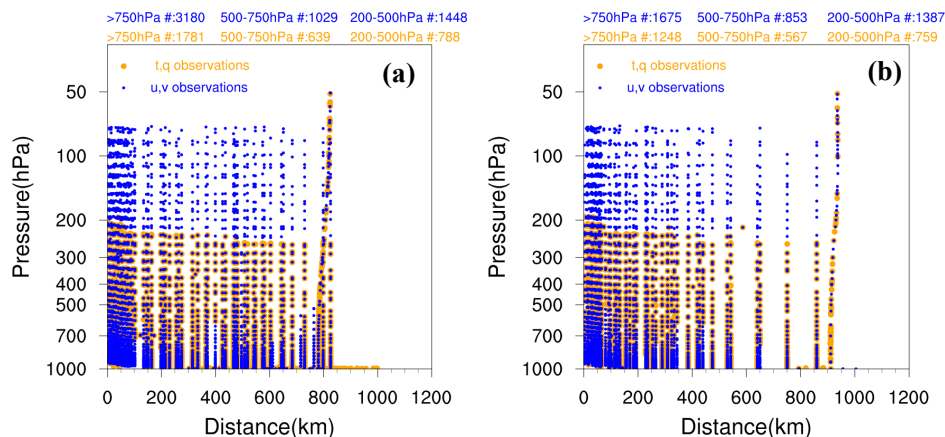 >750hPa #:3180 500-750hPa #:1029 200-500hPa #:1448
>750hPa #:1781 500-750hPa #:639 200-500hPa #:788
t,q observations
u,v observations
(a)
Pressure(hPa)
50
100
200
300
400
500
700
1000
0 200 400 600 800 1000 1200
Distance(km)
>750hPa #:1675 500-750hPa #:853 200-500hPa #:1387
>750hPa #:1248 500-750hPa #:567 200-500hPa #:759
t,q observations
u,v observations
(b)
Pressure(hPa)
50
100
200
300
400
500
700
1000
0 200 400 600 800 1000 1200
Distance(km)